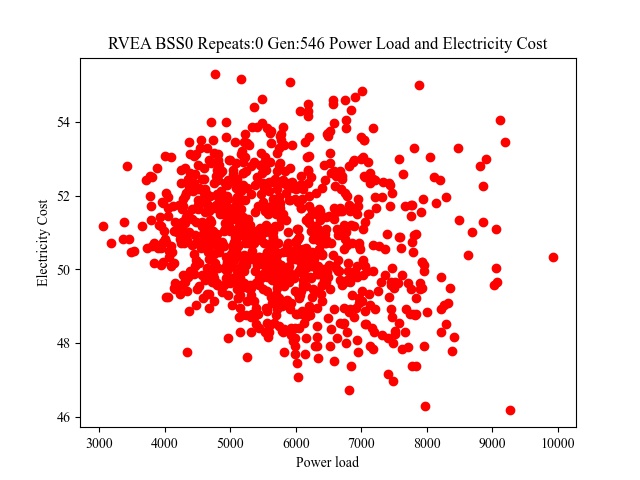 RVEA BSS0 Repeats:0 Gen:546 Power Load and Electricity Cost
54
52
50
48
46
Electricity Cost
3000 4000 5000 6000 7000 8000 9000 10000
Power load